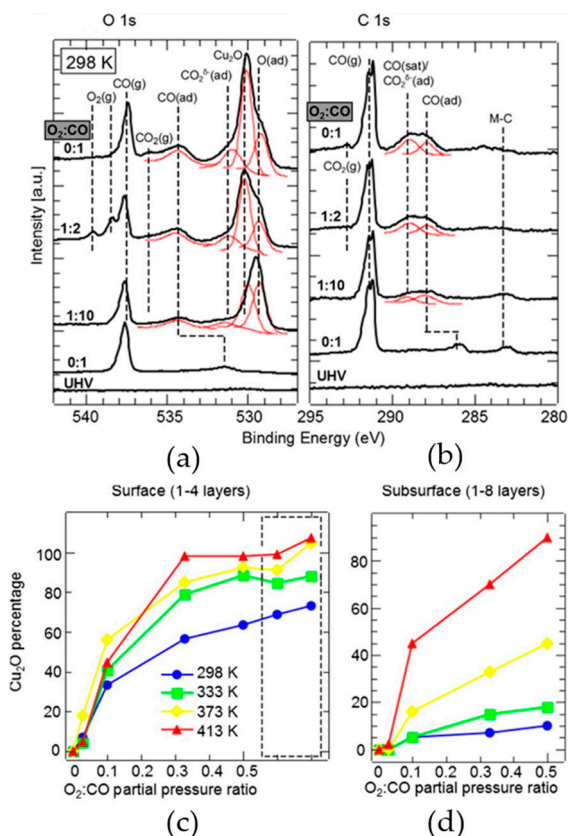 O 1s
298 K
O₂:CO
O₂(g)
CO(g)
CO₂(g)
CO(ad)
CO₂ᵟ⁻(ad)
Cu₂O
O(ad)
0:1
1:2
1:10
0:1
UHV
Intensity [a.u.]
540 535 530
C 1s
CO(g)
CO(sat)/
CO₂ᵟ⁻(ad)
CO(ad)
M-C
O₂:CO
0:1
CO₂(g)
1:2
1:10
0:1
UHV
295 290 285 280
Binding Energy (eV)
(a) (b)
Surface (1-4 layers)
Cu₂O percentage
100
80
60
40
20
0
298 K
333 K
373 K
413 K
0 0.1 0.2 0.3 0.4 0.5
O₂:CO partial pressure ratio
(c)
Subsurface (1-8 layers)
80
60
40
20
0
0.0 0.1 0.2 0.3 0.4 0.5
O₂:CO partial pressure ratio
(d)